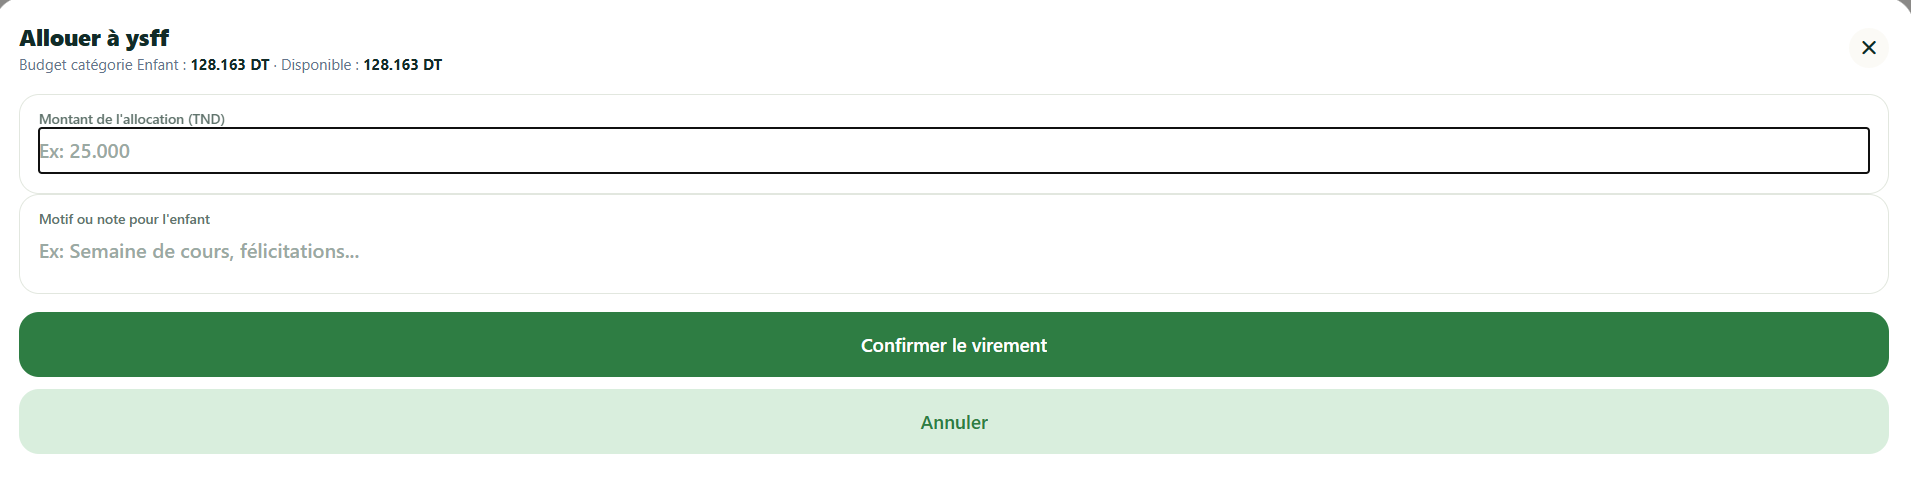 Allouer à ysff
Budget catégorie Enfant : 128.163 DT · Disponible : 128.163 DT
Montant de l'allocation (TND)
Ex: 25.000
Motif ou note pour l'enfant
Ex: Semaine de cours, félicitations...
Confirmer le virement
Annuler